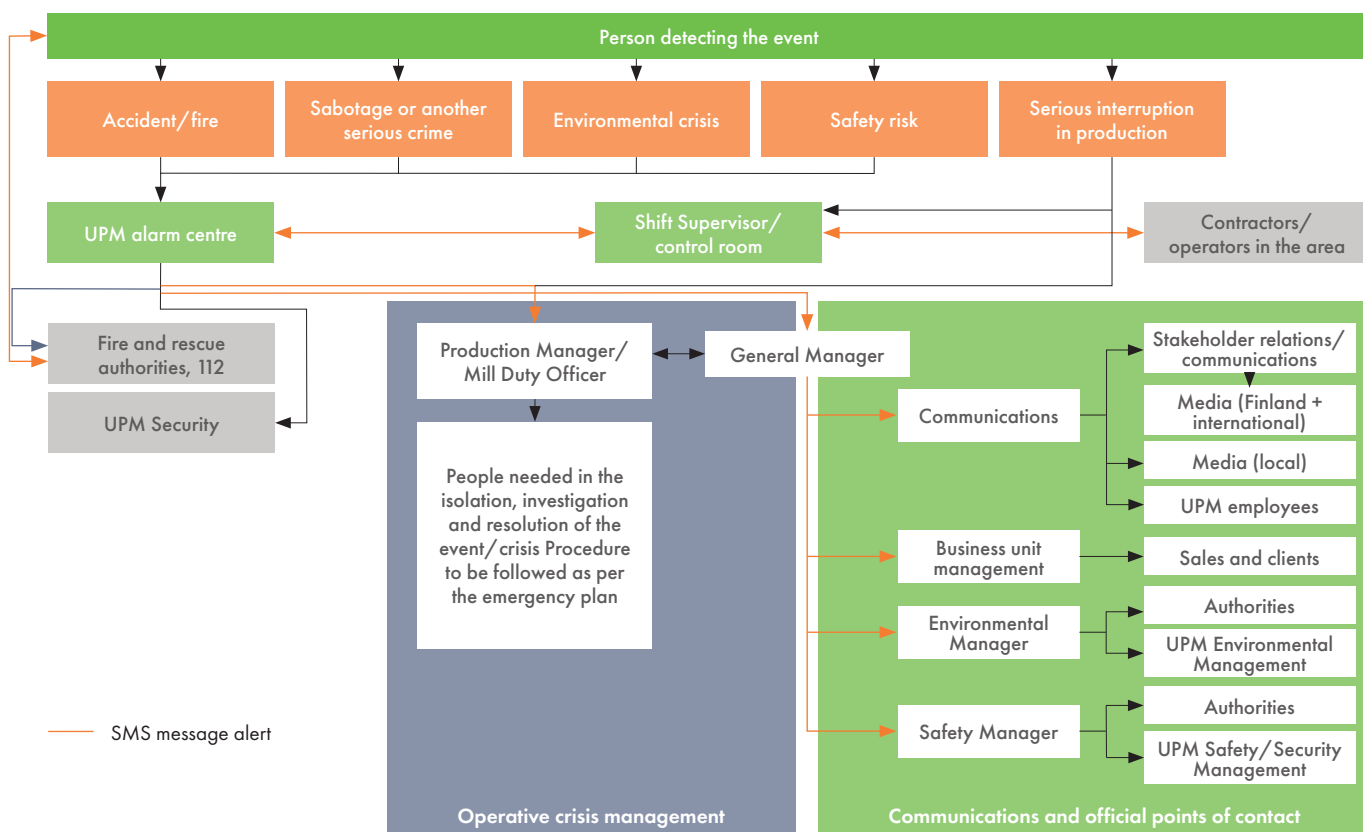 Person detecting the event
Accident/fire
Sabotage or another
serious crime
Environmental crisis
Safety risk
Serious interruption
in production
UPM alarm centre
Shift Supervisor/
control room
Contractors/
operators in the area
Fire and rescue
authorities, 112
UPM Security
Production Manager/
Mill Duty Officer
General Manager
People needed in the
isolation, investigation
and resolution of the
event/crisis Procedure
to be followed as per
the emergency plan
Operative crisis management
Communications
Stakeholder relations/
communications
Media (Finland +
international)
Media (local)
UPM employees
Business unit
management
Sales and clients
Environmental
Manager
Authorities
UPM Environmental
Management
Safety Manager
Authorities
UPM Safety/Security
Management
Communications and official points of contact
SMS message alert